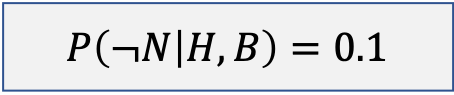 P(¬N|H, B) = 0.1